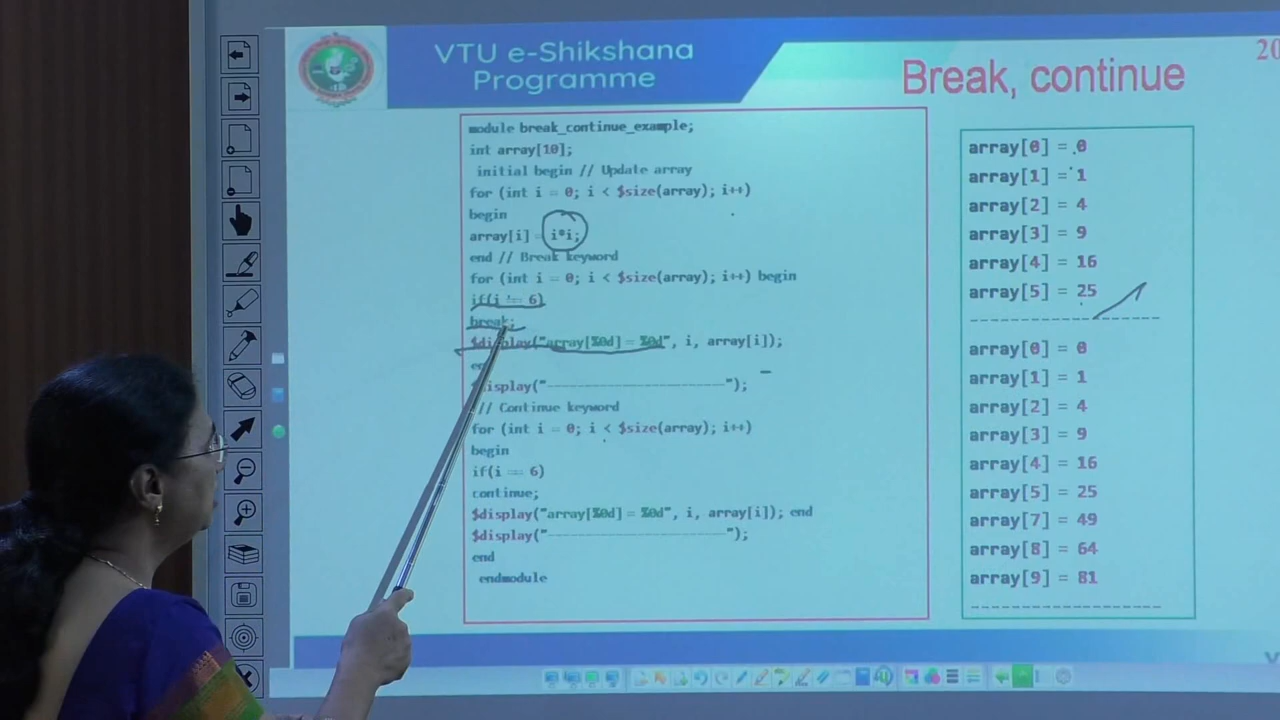 VTU e-Shikshana
Programme
Break, continue
20
module break_continue_example;
int array[10];
initial begin // Update array
for (int i = 0; i < $size(array); i++)
begin
array[i] = i*i;
end // Break keyword
for (int i = 0; i < $size(array); i++) begin
if(i == 6)
break;
$display("array[%0d] = %0d", i, array[i]);
$display("------------------------------");
// Continue keyword
for (int i = 0; i < $size(array); i++)
begin
if(i == 6)
continue;
$display("array[%0d] = %0d", i, array[i]); end
$display("------------------------------");
end
endmodule
array[0] = 0
array[1] = 1
array[2] = 4
array[3] = 9
array[4] = 16
array[5] = 25
--------------------
array[0] = 0
array[1] = 1
array[2] = 4
array[3] = 9
array[4] = 16
array[5] = 25
array[7] = 49
array[8] = 64
array[9] = 81
--------------------